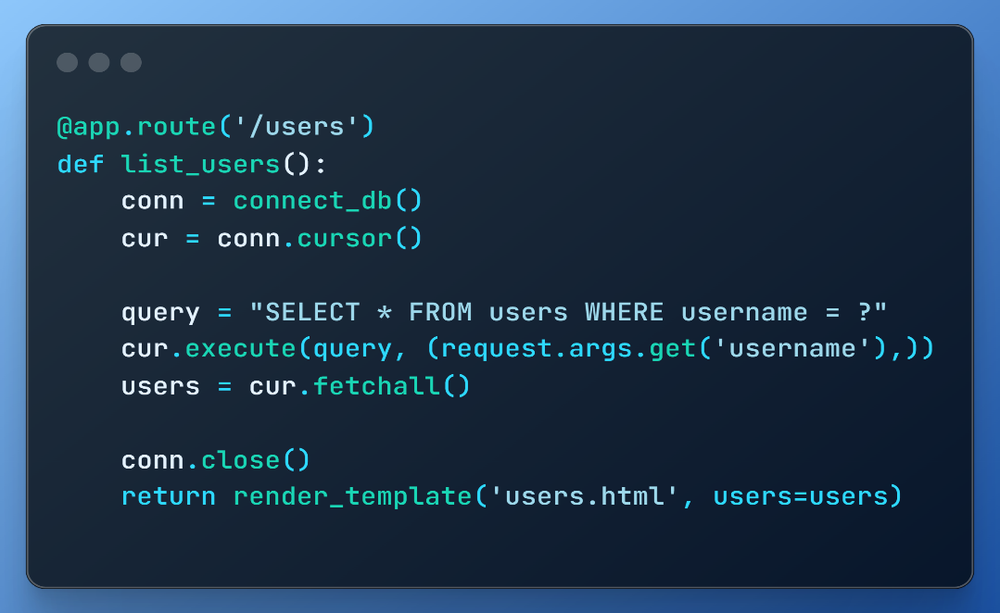 @app.route('/users')
def list_users():
    conn = connect_db()
    cur = conn.cursor()

    query = "SELECT * FROM users WHERE username = ?"
    cur.execute(query, (request.args.get('username'),))
    users = cur.fetchall()

    conn.close()
    return render_template('users.html', users=users)